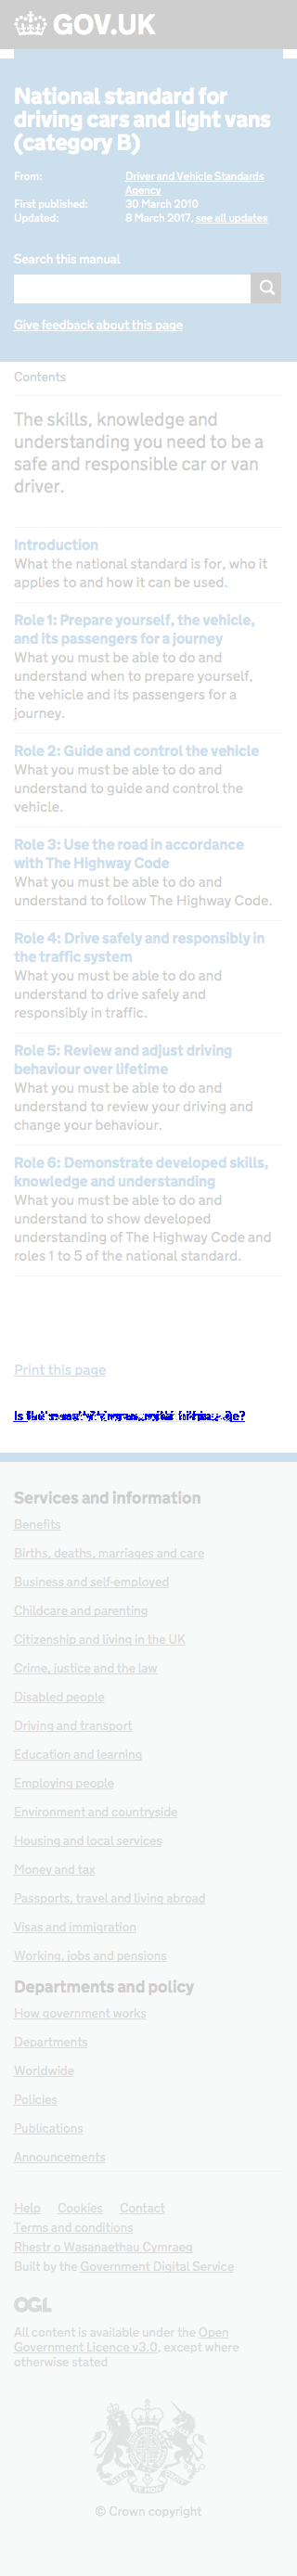 GOV.UK
National standard for
driving cars and light vans
(category B)
From: Driver and Vehicle Standards
Agency
First published: 30 March 2010
Updated: 8 March 2017, see all updates
Search this manual
Give feedback about this page
Contents
The skills, knowledge and
understanding you need to be a
safe and responsible car or van
driver.
Introduction
What the national standard is for, who it
applies to and how it can be used.
Role 1: Prepare yourself, the vehicle,
and its passengers for a journey
What you must be able to do and
understand when to prepare yourself,
the vehicle and its passengers for a
journey.
Role 2: Guide and control the vehicle
What you must be able to do and
understand to guide and control the
vehicle.
Role 3: Use the road in accordance
with The Highway Code
What you must be able to do and
understand to follow The Highway Code.
Role 4: Drive safely and responsibly in
the traffic system
What you must be able to do and
understand to drive safely and
responsibly in traffic.
Role 5: Review and adjust driving
behaviour over lifetime
What you must be able to do and
understand to review your driving and
change your behaviour.
Role 6: Demonstrate developed skills,
knowledge and understanding
What you must be able to do and
understand to show developed
understanding of The Highway Code and
roles 1 to 5 of the national standard.
Print this page
Services and information
Benefits
Births, deaths, marriages and care
Business and self-employed
Childcare and parenting
Citizenship and living in the UK
Crime, justice and the law
Disabled people
Driving and transport
Education and learning
Employing people
Environment and countryside
Housing and local services
Money and tax
Passports, travel and living abroad
Visas and immigration
Working, jobs and pensions
Departments and policy
How government works
Departments
Worldwide
Policies
Publications
Announcements
Help Cookies Contact
Terms and conditions
Rhestr o Wasanaethau Cymraeg
Built by the Government Digital Service
OGL
All content is available under the Open
Government Licence v3.0, except where
otherwise stated
© Crown copyright